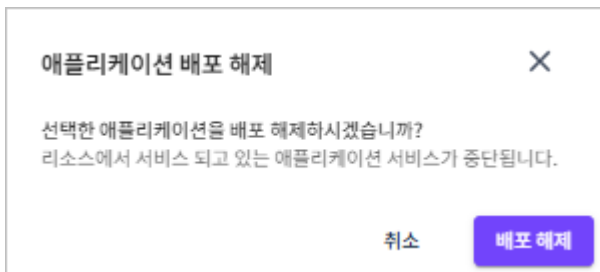 애플리케이션 배포 해제
선택한 애플리케이션을 배포 해제하시겠습니까?
리소스에서 서비스 되고 있는 애플리케이션 서비스가 중단됩니다.
취소
배포 해제